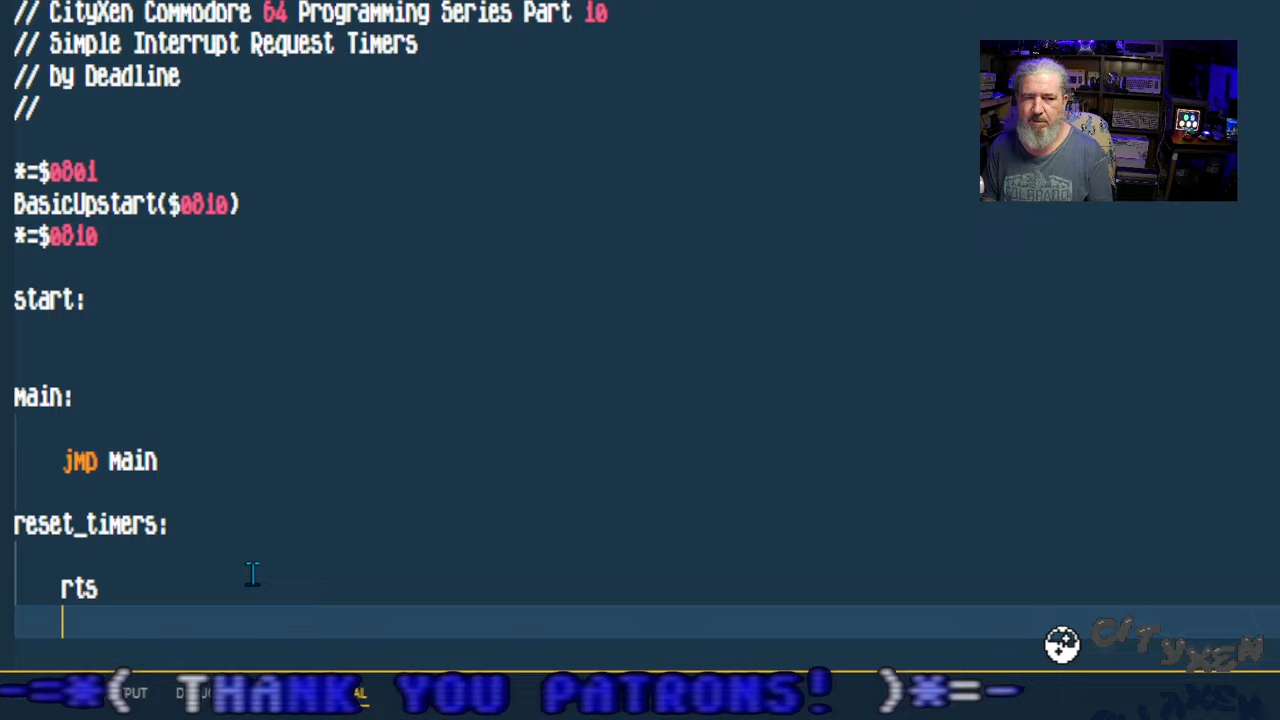 // CityXen Commodore 64 Programming Series Part 10
// Simple Interrupt Request Timers
// by Deadline
//
*=$0801
BasicUpstart($0810)
*=$0810
start:
main:
jmp main
reset_timers:
rts
CITYXEN
-=*( THANK YOU PATRONS! )*=-